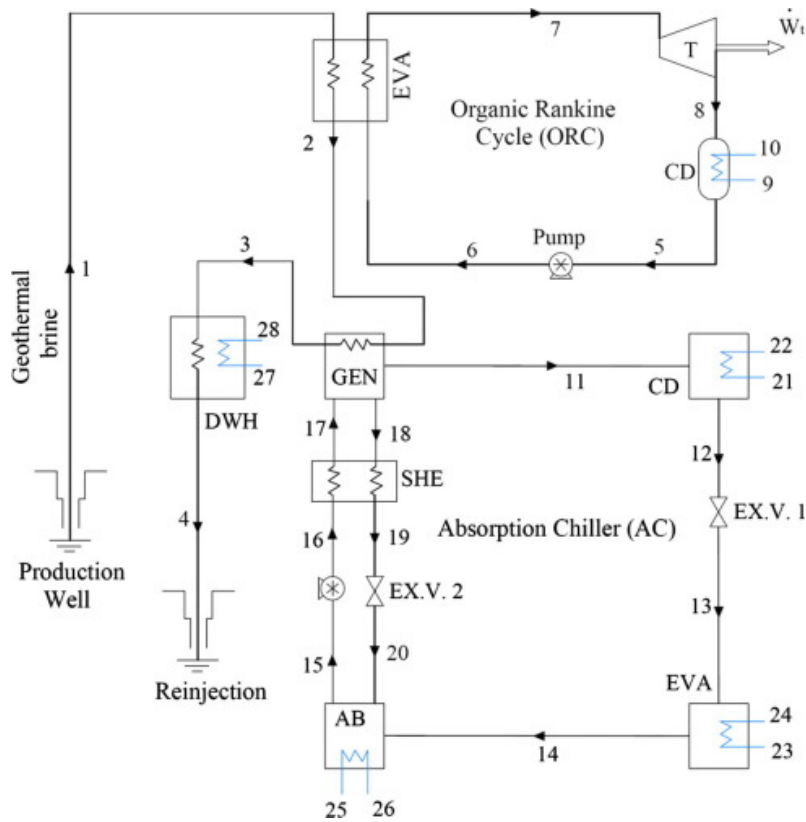 7
Ẇt
T
EVA
2
8
Organic Rankine
Cycle (ORC)
10
CD
9
Pump
3
6
5
1
Geothermal
brine
28
27
GEN
22
21
11
CD
DWH
17
18
12
SHE
4
16
19
Absorption Chiller (AC)
EX.V. 1
Production
Well
EX.V. 2
13
15
20
Reinjection
EVA
AB
24
23
14
25
26